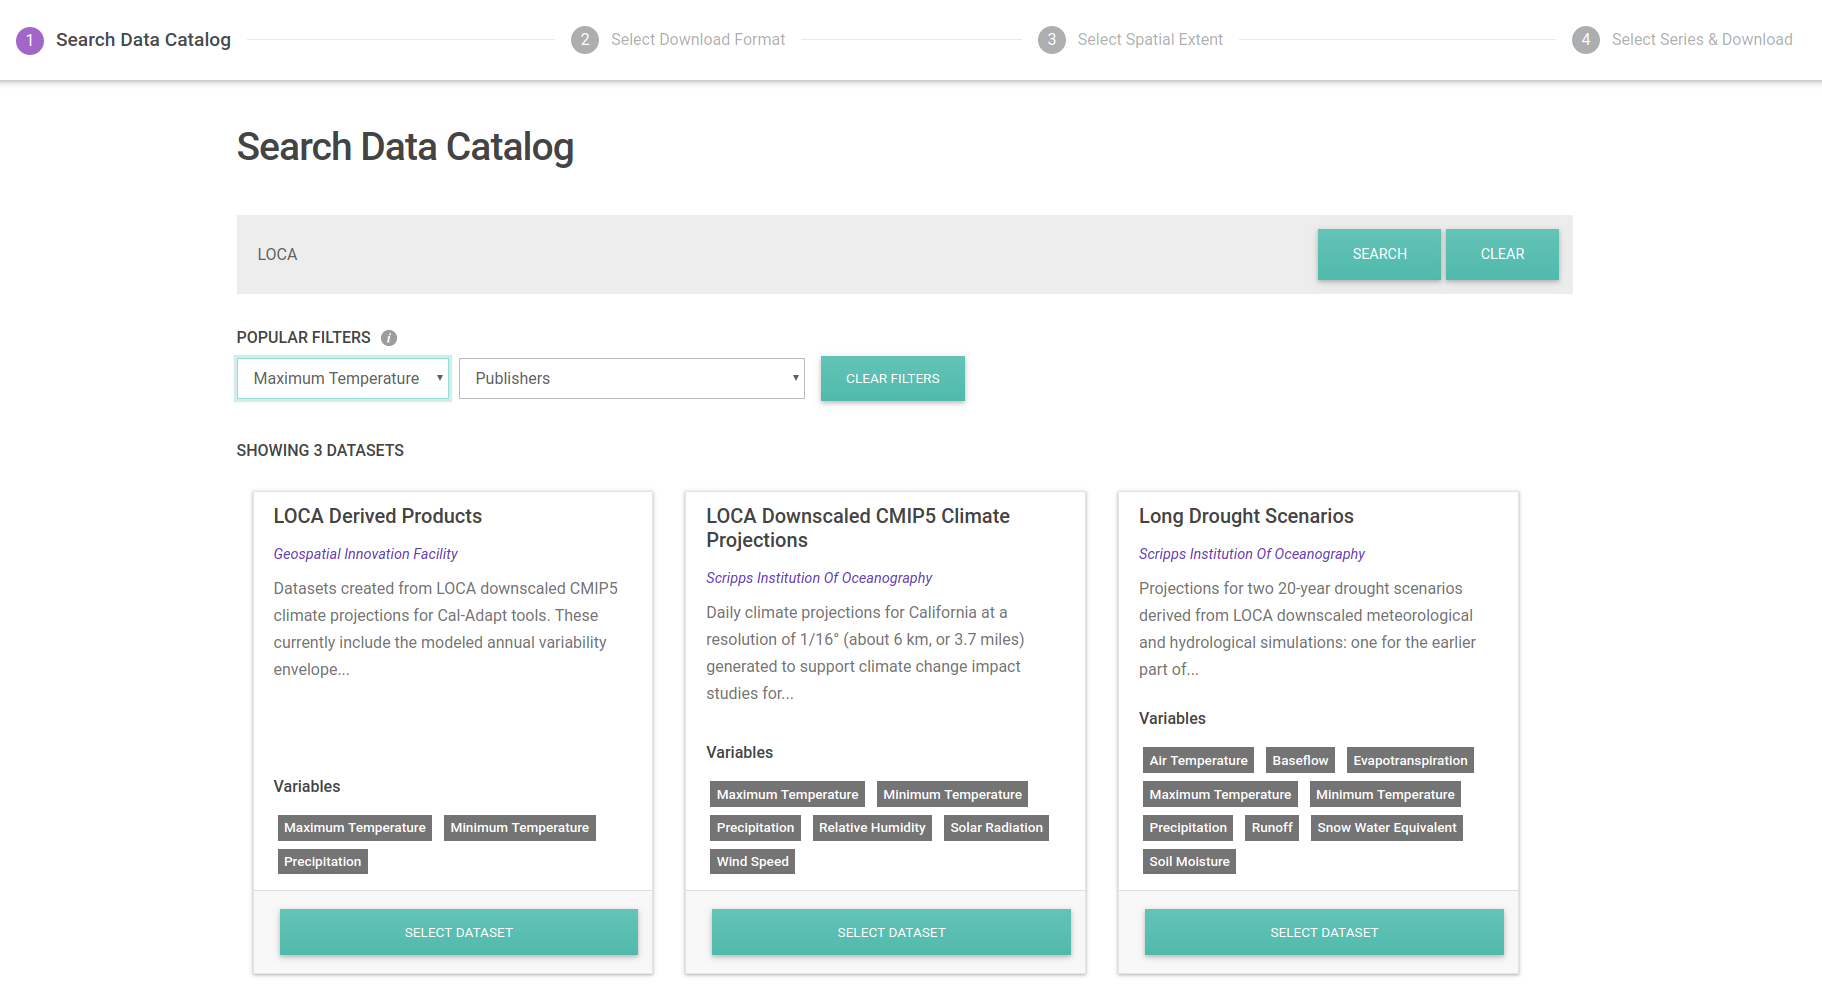 1 Search Data Catalog
2 Select Download Format
3 Select Spatial Extent
4 Select Series & Download
Search Data Catalog
LOCA
SEARCH
CLEAR
POPULAR FILTERS i
Maximum Temperature
Publishers
CLEAR FILTERS
SHOWING 3 DATASETS
LOCA Derived Products
Geospatial Innovation Facility
Datasets created from LOCA downscaled CMIP5
climate projections for Cal-Adapt tools. These
currently include the modeled annual variability
envelope...
Variables
Maximum Temperature Minimum Temperature
Precipitation
SELECT DATASET
LOCA Downscaled CMIP5 Climate
Projections
Scripps Institution Of Oceanography
Daily climate projections for California at a
resolution of 1/16° (about 6 km, or 3.7 miles)
generated to support climate change impact
studies for...
Variables
Maximum Temperature Minimum Temperature
Precipitation Relative Humidity Solar Radiation
Wind Speed
SELECT DATASET
Long Drought Scenarios
Scripps Institution Of Oceanography
Projections for two 20-year drought scenarios
derived from LOCA downscaled meteorological
and hydrological simulations: one for the earlier
part of...
Variables
Air Temperature Baseflow Evapotranspiration
Maximum Temperature Minimum Temperature
Precipitation Runoff Snow Water Equivalent
Soil Moisture
SELECT DATASET